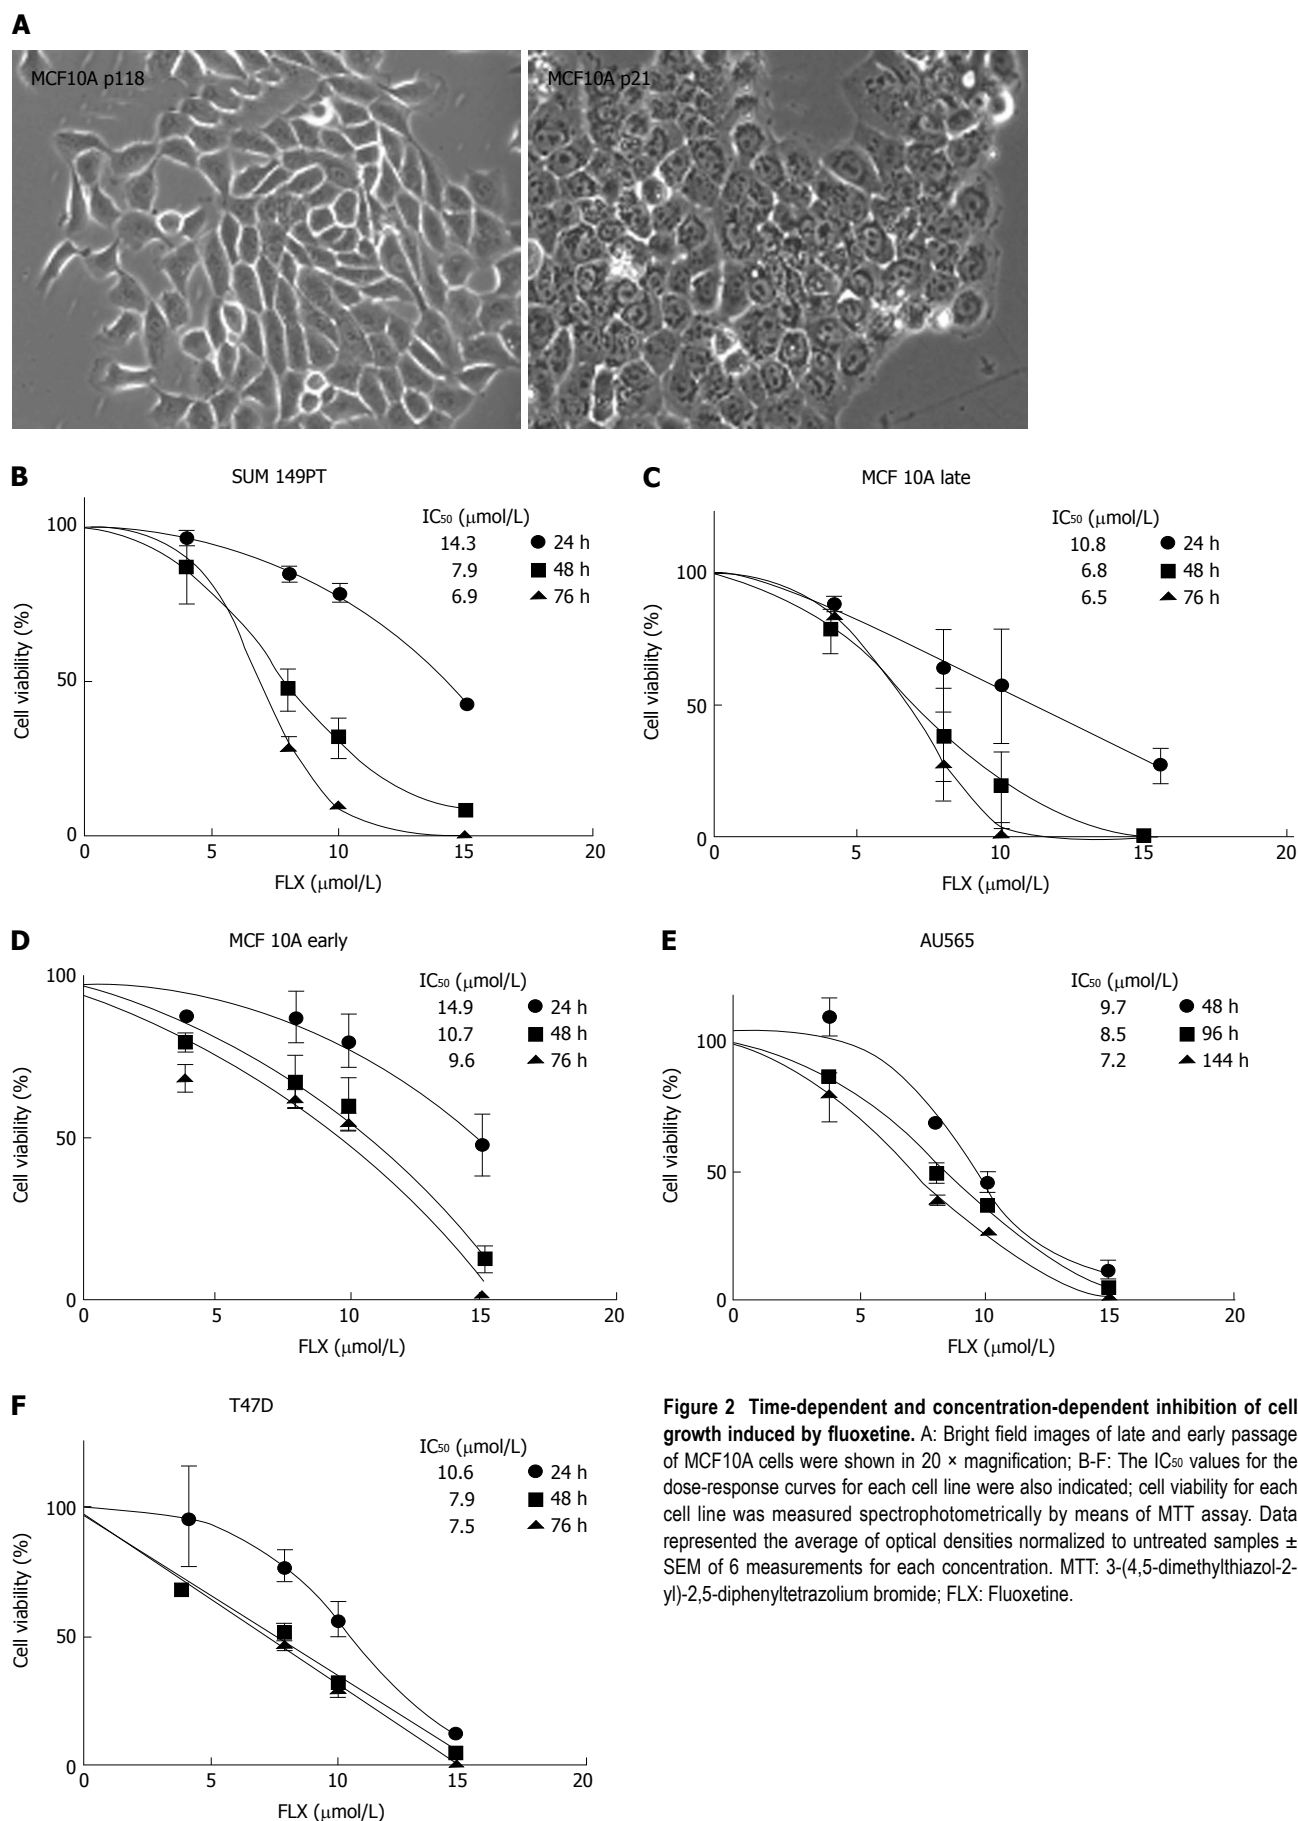 A
MCF10A p118
MCF10A p21
B
SUM 149PT
IC50 (μmol/L)
14.3 24 h
7.9 48 h
6.9 76 h
Cell viability (%)
100
50
0
0 5 10 15 20
FLX (μmol/L)
C
MCF 10A late
IC50 (μmol/L)
10.8 24 h
6.8 48 h
6.5 76 h
Cell viability (%)
100
50
0
0 5 10 15 20
FLX (μmol/L)
D
MCF 10A early
IC50 (μmol/L)
14.9 24 h
10.7 48 h
9.6 76 h
Cell viability (%)
100
50
0
0 5 10 15 20
FLX (μmol/L)
E
AU565
IC50 (μmol/L)
9.7 48 h
8.5 96 h
7.2 144 h
Cell viability (%)
100
50
0
0 5 10 15 20
FLX (μmol/L)
F
T47D
IC50 (μmol/L)
10.6 24 h
7.9 48 h
7.5 76 h
Cell viability (%)
100
50
0
0 5 10 15 20
FLX (μmol/L)
Figure 2 Time-dependent and concentration-dependent inhibition of cell
growth induced by fluoxetine. A: Bright field images of late and early passage
of MCF10A cells were shown in 20 × magnification; B-F: The IC50 values for the
dose-response curves for each cell line were also indicated; cell viability for each
cell line was measured spectrophotometrically by means of MTT assay. Data
represented the average of optical densities normalized to untreated samples ±
SEM of 6 measurements for each concentration. MTT: 3-(4,5-dimethylthiazol-2-
yl)-2,5-diphenyltetrazolium bromide; FLX: Fluoxetine.